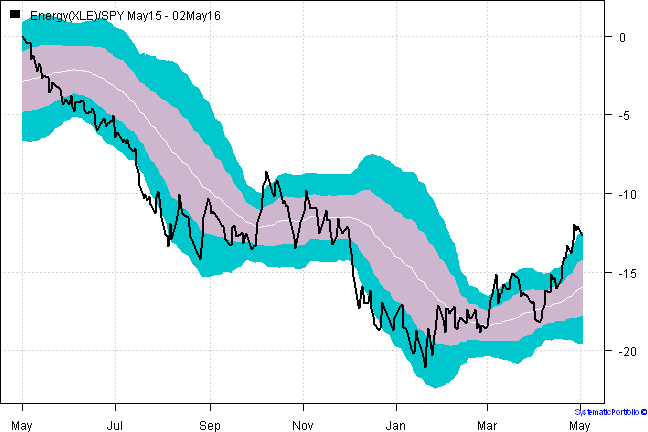 Energy(XLE)/SPY May15 - 02May16
0
-5
-10
-15
-20
May Jul Sep Nov Jan Mar May
SystematicPortfolio ©